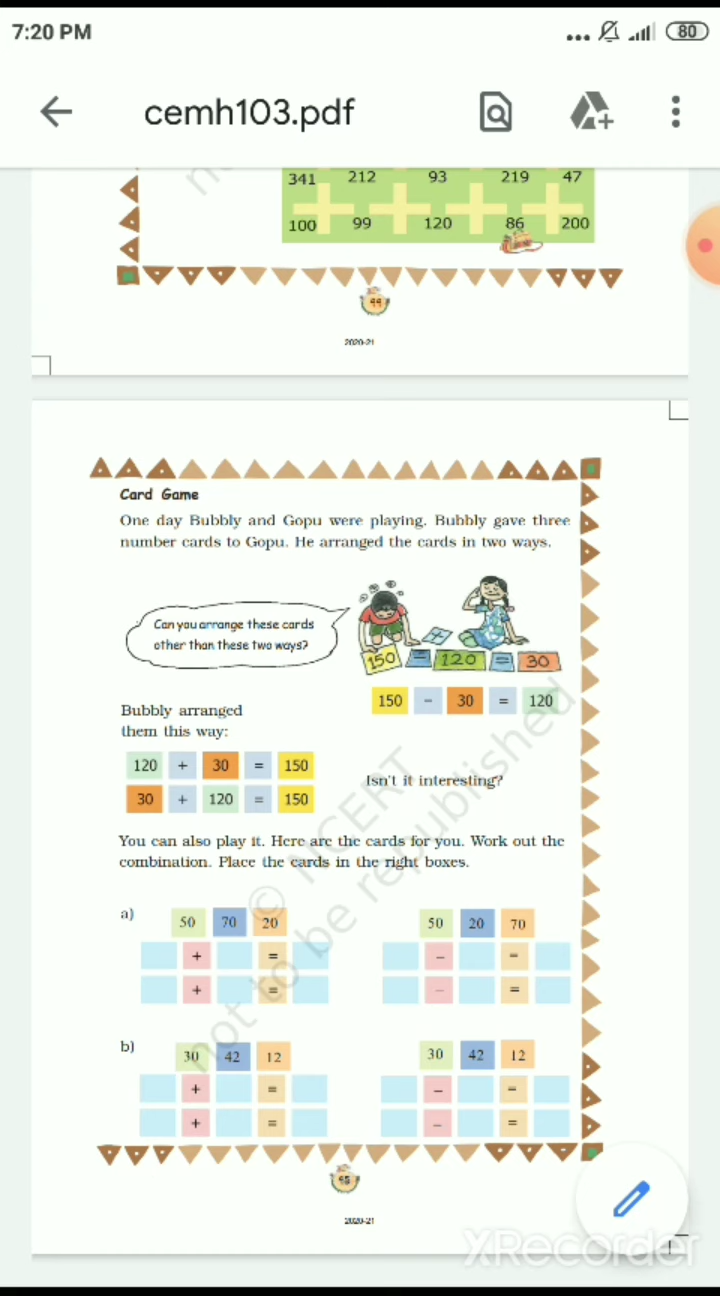 7:20 PM
80
cemh103.pdf
341 212 93 219 47
100 99 120 86 200
2020-21
Card Game
One day Bubbly and Gopu were playing. Bubbly gave three
number cards to Gopu. He arranged the cards in two ways.
Can you arrange these cards
other than these two ways?
150 – 120 = 30
150 – 30 = 120
Bubbly arranged
them this way:
120 + 30 = 150
30 + 120 = 150
Isn't it interesting?
You can also play it. Here are the cards for you. Work out the
combination. Place the cards in the right boxes.
a) 50 70 20 50 20 70
+ = – =
+ = – =
b) 30 42 12 30 42 12
+ = – =
+ = – =
2020-21
© NCERT
not to be republished
XRecorder